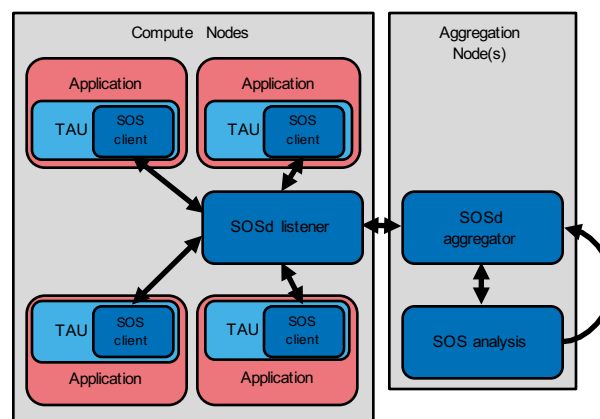 Compute Nodes
Aggregation
Node(s)
Application
TAU
SOS
client
Application
TAU
SOS
client
SOSd listener
SOSd
aggregator
TAU
SOS
client
Application
TAU
SOS
client
Application
SOS analysis